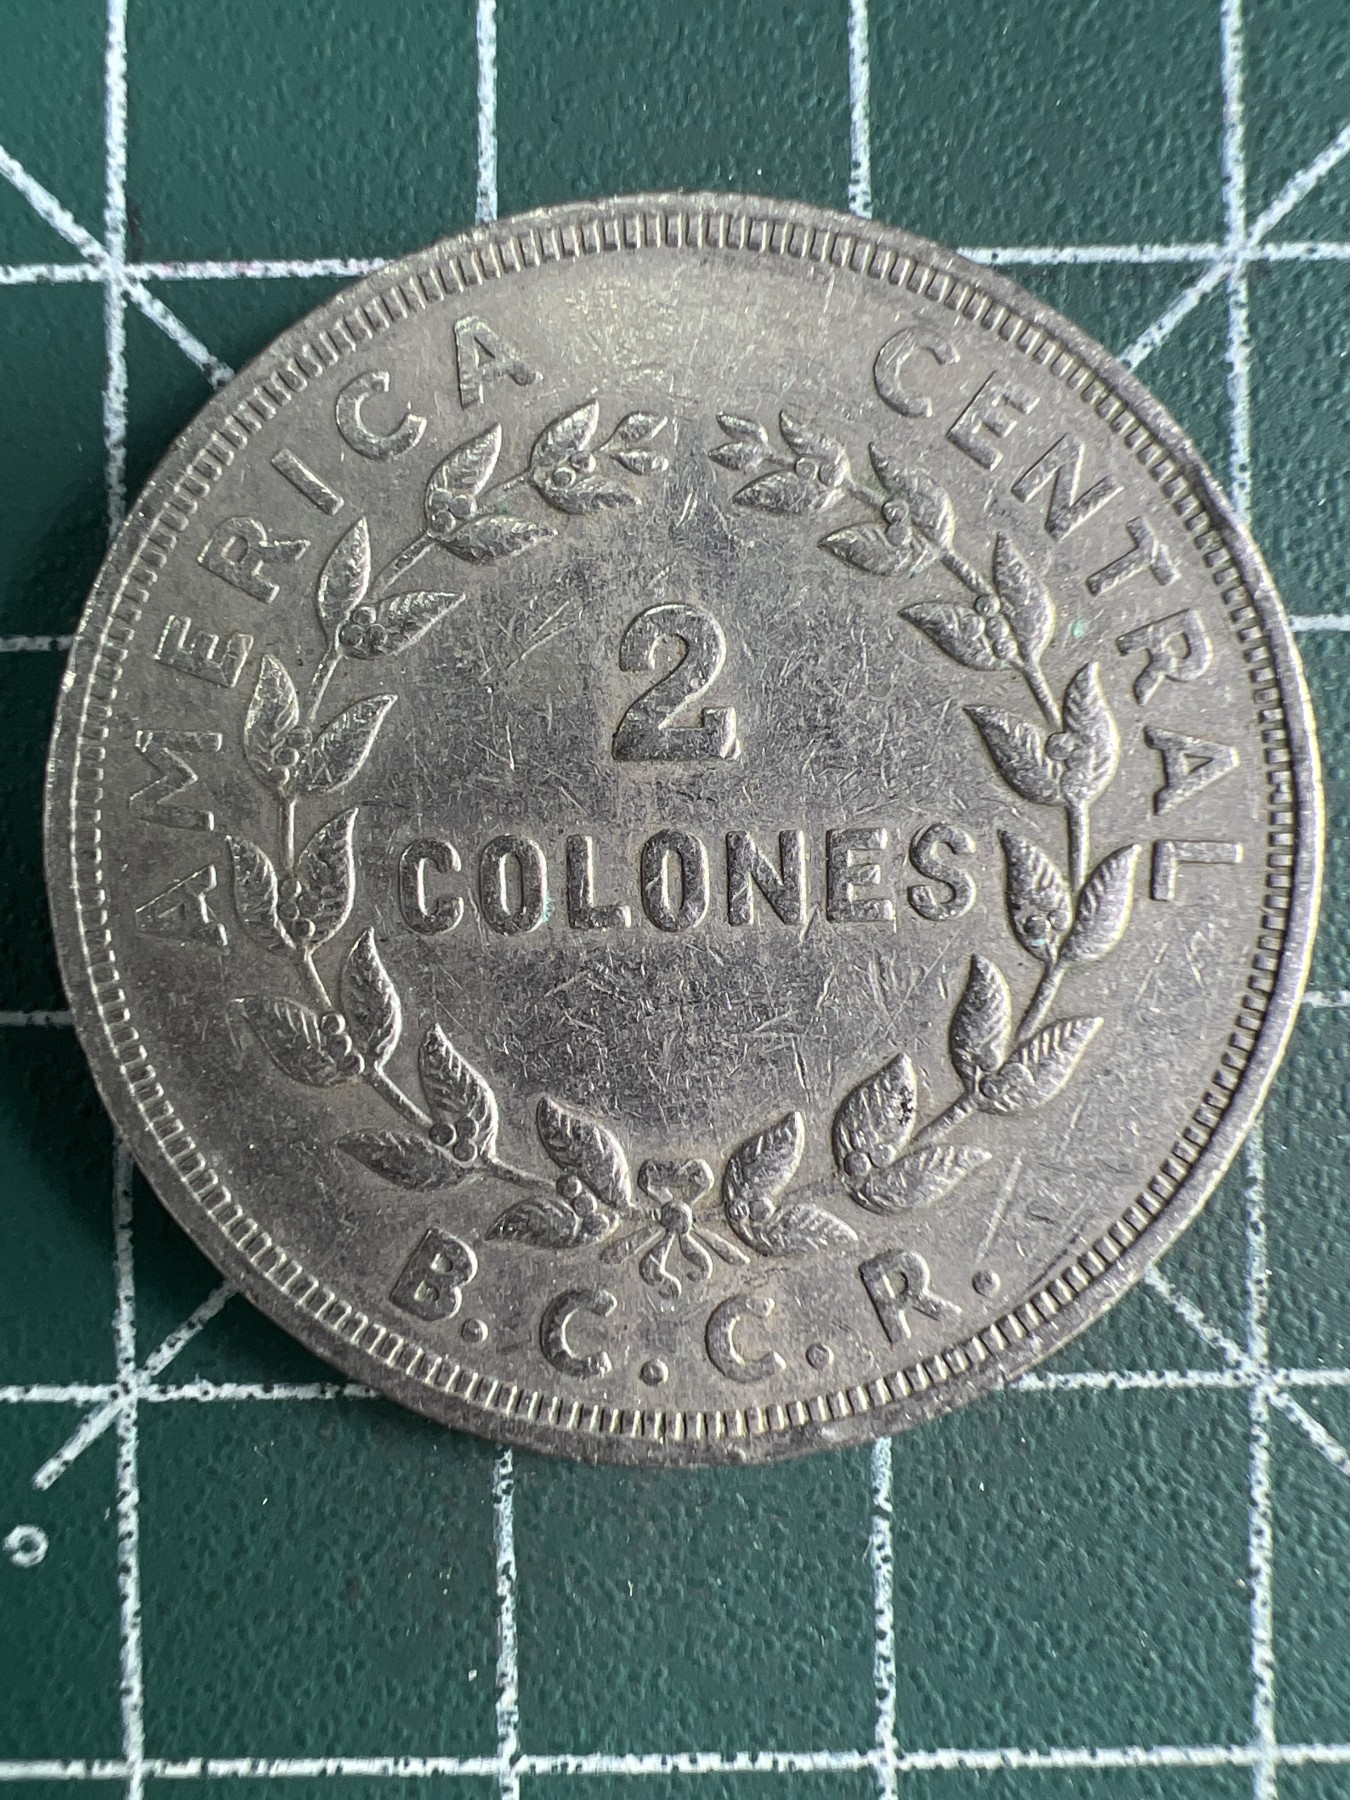 AMERICA CENTRAL
2
COLONES
B.C.C.R.